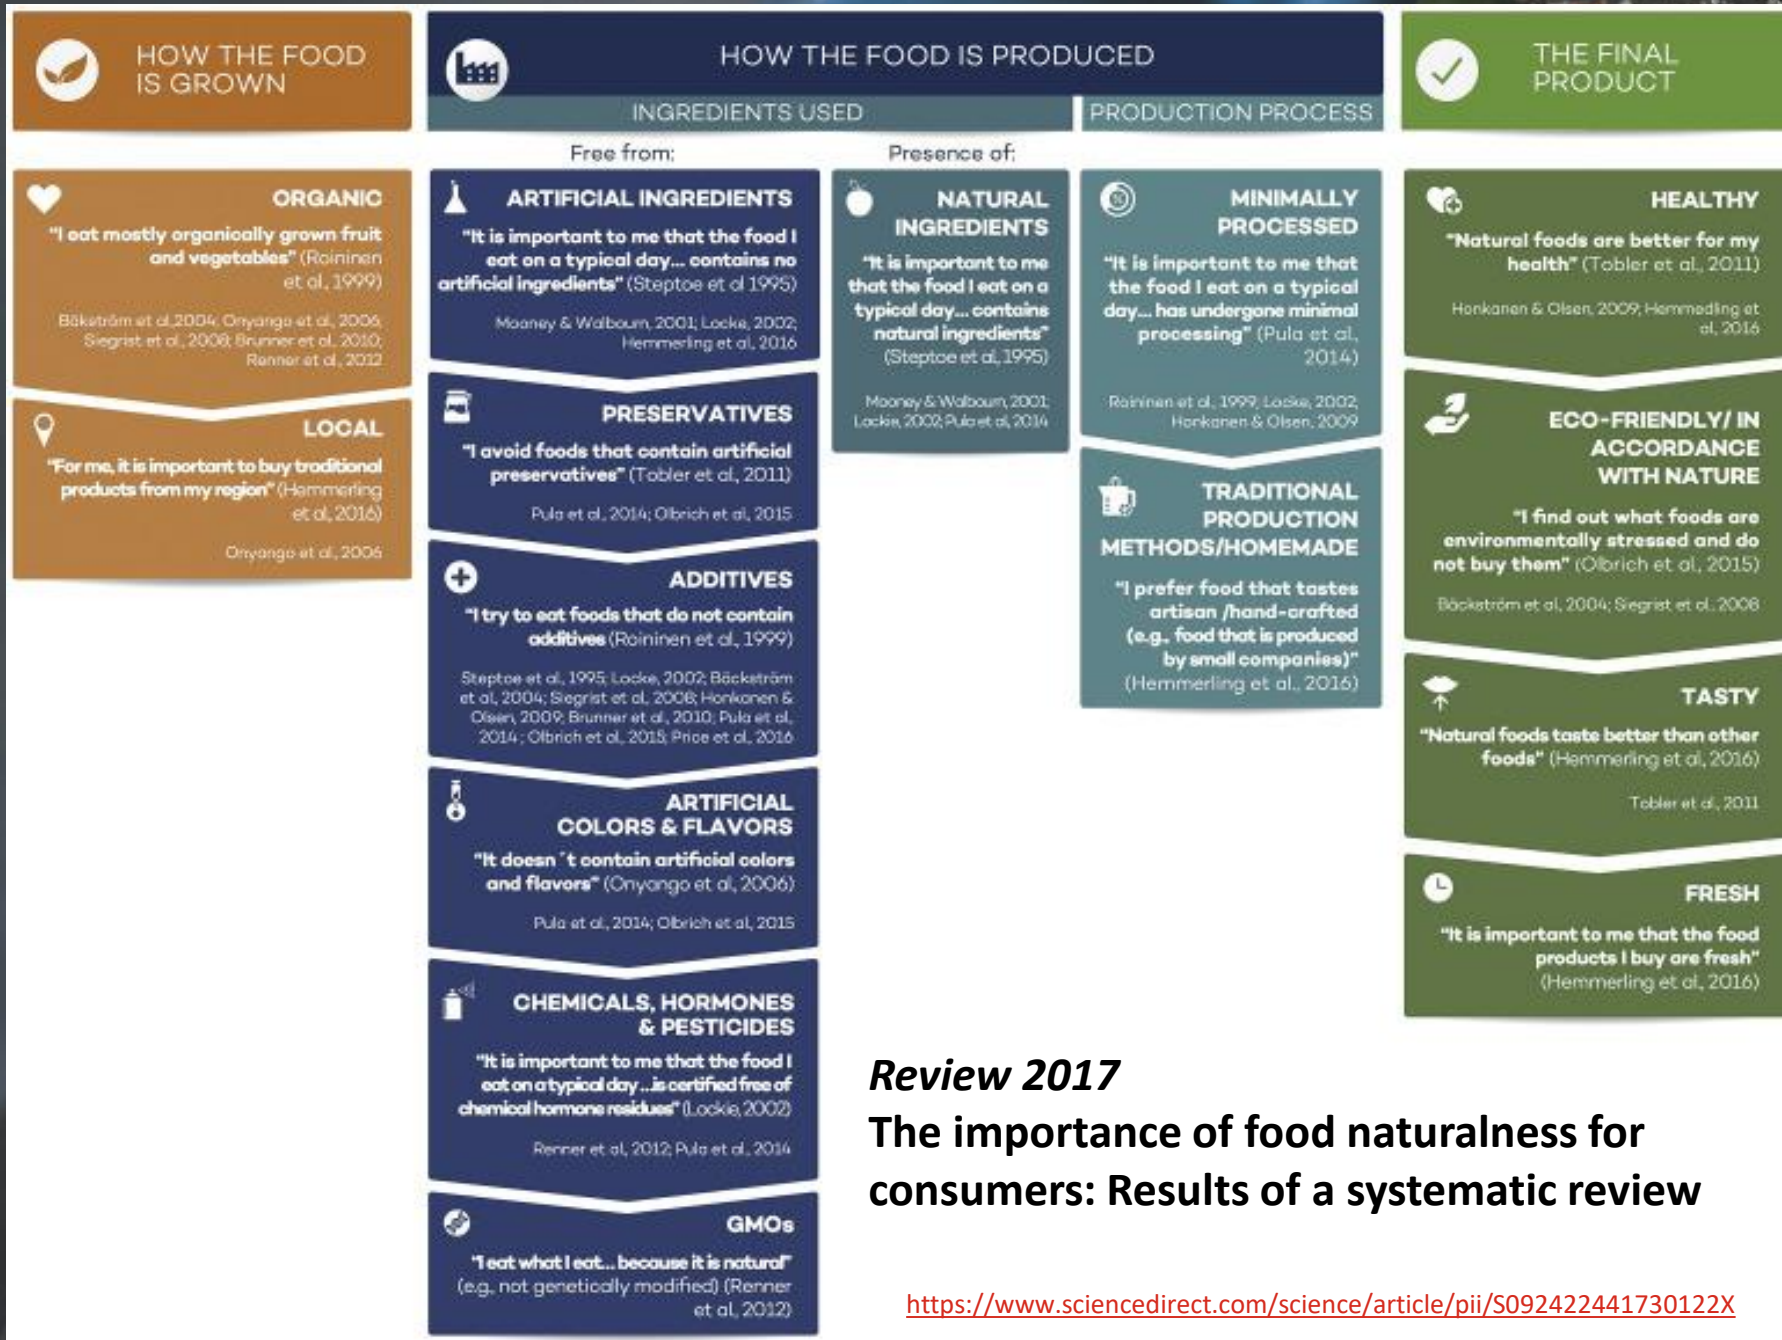 HOW THE FOOD
IS GROWN
ORGANIC
"I eat mostly organically grown fruit
and vegetables" (Roininen
et al., 1999)
Bäkström et al,2004; Onyango et al., 2006;
Siegrist et al., 2008; Brunner et al., 2010;
Renner et al., 2012
LOCAL
"For me, it is important to buy traditional
products from my region" (Hemmerling
et al, 2016)
Onyango et al., 2006
HOW THE FOOD IS PRODUCED
INGREDIENTS USED
Free from:
ARTIFICIAL INGREDIENTS
"It is important to me that the food I
eat on a typical day... contains no
artificial ingredients" (Steptoe et al 1995)
Mooney & Walbourn, 2001; Locke, 2002;
Hemmerling et al, 2016
PRESERVATIVES
"I avoid foods that contain artificial
preservatives" (Tobler et al., 2011)
Pula et al., 2014; Olbrich et al., 2015
ADDITIVES
"I try to eat foods that do not contain
additives (Roininen et al., 1999)
Steptoe et al., 1995; Locke, 2002; Bäckström
et al., 2004; Siegrist et al., 2008; Honkanen &
Olsen, 2009; Brunner et al., 2010; Pula et al.,
2014 ; Olbrich et al., 2015; Price et al., 2016
ARTIFICIAL
COLORS & FLAVORS
"It doesn´t contain artificial colors
and flavors" (Onyango et al., 2006)
Pula et al., 2014; Olbrich et al., 2015
CHEMICALS, HORMONES
& PESTICIDES
"It is important to me that the food I
eat on a typical day ...is certified free of
chemical hormone residues" (Lockie, 2002)
Renner et al., 2012; Pula et al., 2014
GMOs
"I eat what I eat... because it is natural"
(e.g., not genetically modified) (Renner
et al., 2012)
Presence of:
NATURAL
INGREDIENTS
"It is important to me
that the food I eat on a
typical day... contains
natural ingredients"
(Steptoe et al, 1995)
Mooney & Walbourn, 2001;
Lockie, 2002; Pula et al, 2014
PRODUCTION PROCESS
MINIMALLY
PROCESSED
"It is important to me that
the food I eat on a typical
day... has undergone minimal
processing" (Pula et al.,
2014)
Roininen et al., 1999; Locke, 2002;
Honkanen & Olsen, 2009
TRADITIONAL
PRODUCTION
METHODS/HOMEMADE
"I prefer food that tastes
artisan /hand-crafted
(e.g., food that is produced
by small companies)"
(Hemmerling et al., 2016)
THE FINAL
PRODUCT
HEALTHY
"Natural foods are better for my
health" (Tobler et al., 2011)
Honkanen & Olsen, 2009; Hemmedling et
al, 2016
ECO-FRIENDLY/ IN
ACCORDANCE
WITH NATURE
"I find out what foods are
environmentally stressed and do
not buy them" (Olbrich et al., 2015)
Bäckström et al, 2004; Siegrist et al., 2008
TASTY
"Natural foods taste better than other
foods" (Hemmerling et al., 2016)
Tobler et al., 2011
FRESH
"It is important to me that the food
products I buy are fresh"
(Hemmerling et al., 2016)
Review 2017
The importance of food naturalness for
consumers: Results of a systematic review
https://www.sciencedirect.com/science/article/pii/S092422441730122X